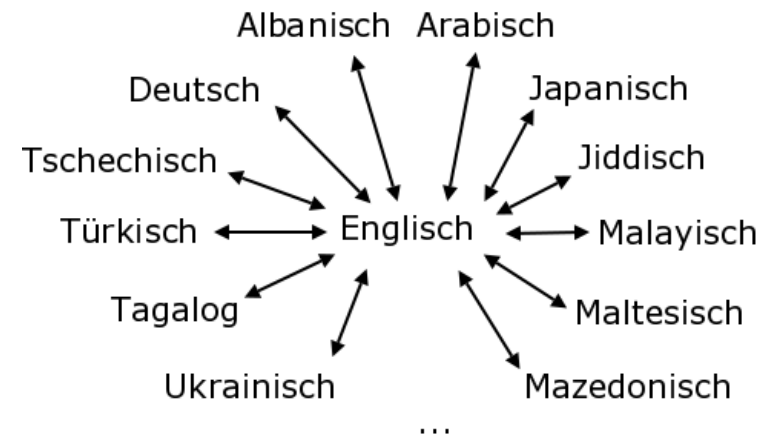 Albanisch Arabisch
Deutsch Japanisch
Tschechisch Jiddisch
Türkisch Englisch Malayisch
Tagalog Maltesisch
Ukrainisch Mazedonisch
...